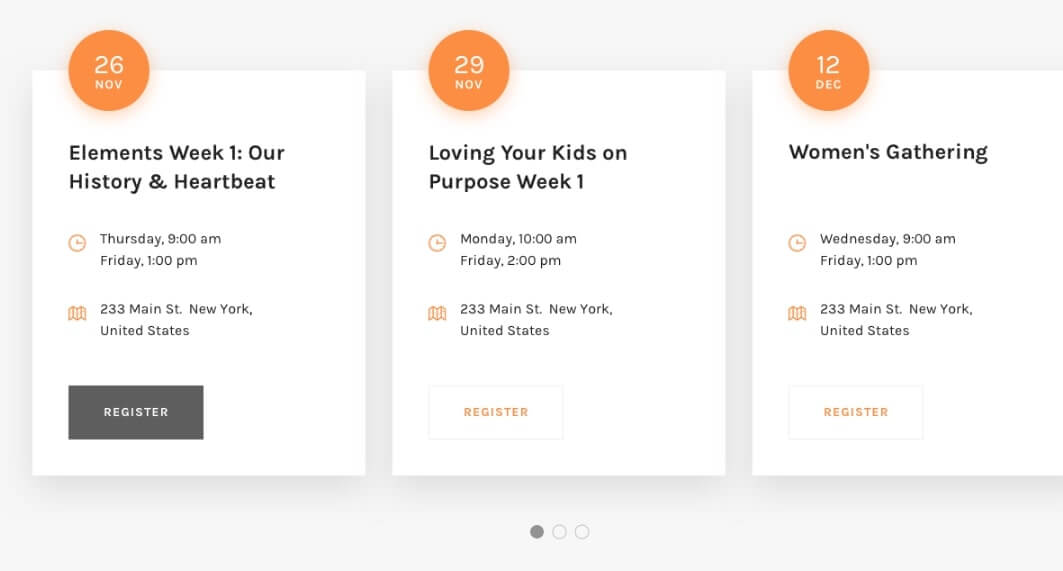 26
NOV
Elements Week 1: Our
History & Heartbeat
Thursday, 9:00 am
Friday, 1:00 pm
233 Main St.  New York,
United States
REGISTER
29
NOV
Loving Your Kids on
Purpose Week 1
Monday, 10:00 am
Friday, 2:00 pm
233 Main St.  New York,
United States
REGISTER
12
DEC
Women's Gathering
Wednesday, 9:00 am
Friday, 1:00 pm
233 Main St.  New York,
United States
REGISTER